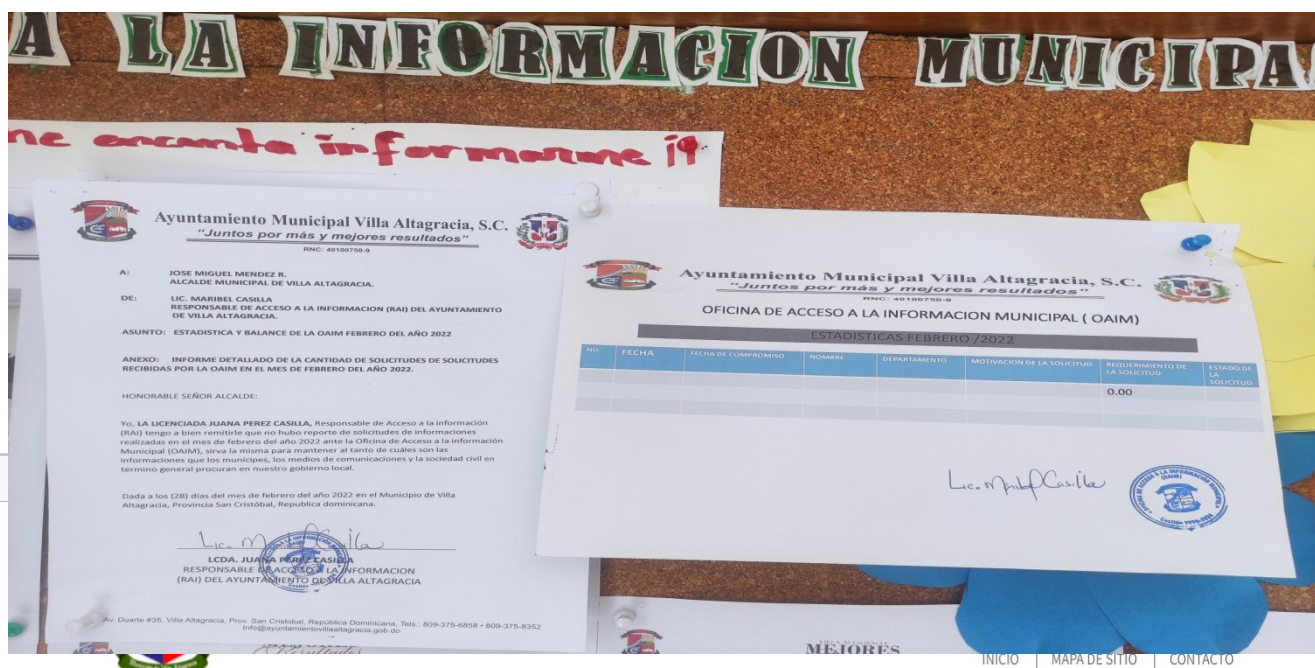 A LA INFORMACION MUNICIPA
me encanta informarme
Ayuntamiento Municipal Villa Altagracia, S.C.
"Juntos por más y mejores resultados"
RNC: 40100750-9
A: JOSE MIGUEL MENDEZ R.
ALCALDE MUNICIPAL DE VILLA ALTAGRACIA.
DE: LIC. MARIBEL CASILLA
RESPONSABLE DE ACCESO A LA INFORMACION (RAI) DEL AYUNTAMIENTO
DE VILLA ALTAGRACIA.
ASUNTO: ESTADISTICA Y BALANCE DE LA OAIM FEBRERO DEL AÑO 2022
ANEXO: INFORME DETALLADO DE LA CANTIDAD DE SOLICITUDES DE SOLICITUDES
RECIBIDAS POR LA OAIM EN EL MES DE FEBRERO DEL AÑO 2022.
HONORABLE SEÑOR ALCALDE:
Yo, LA LICENCIADA JUANA PEREZ CASILLA, Responsable de Acceso a la información
(RAI) tengo a bien remitirle que no hubo reporte de solicitudes de informaciones
realizadas en el mes de febrero del año 2022 ante la Oficina de Acceso a la información
Municipal (OAIM), sirva la misma para mantener al tanto de cuáles son las
informaciones que los munícipes, los medios de comunicaciones y la sociedad civil en
termino general procuran en nuestro gobierno local.
Dada a los (28) días del mes de febrero del año 2022 en el Municipio de Villa
Altagracia, Provincia San Cristóbal, Republica dominicana.
LCDA. JUANA PEREZ CASILLA
RESPONSABLE DE ACCESO A LA INFORMACION
(RAI) DEL AYUNTAMIENTO DE VILLA ALTAGRACIA
Av. Duarte #35, Villa Altagracia, Prov. San Cristobal, República Dominicana, Tels.: 809-375-6858 • 809-375-8352
Info@ayuntamientovillaaltagracia.gob.do
Ayuntamiento Municipal Villa Altagracia, S.C.
"Juntos por más y mejores resultados"
RNC: 40100750-9
OFICINA DE ACCESO A LA INFORMACION MUNICIPAL ( OAIM)
ESTADISTICAS FEBRERO /2022
NO. FECHA FECHA DE COMPROMISO NOMBRE DEPARTAMENTO MOTIVACION DE LA SOLICITUD REQUERIMIENTO DE LA SOLICITUD ESTADO DE LA SOLICITUD
0.00
Lic. Maribel Casilla
Resultados
VILLA ALTAGRACIA
MEJORES
INICIO | MAPA DE SITIO | CONTACTO